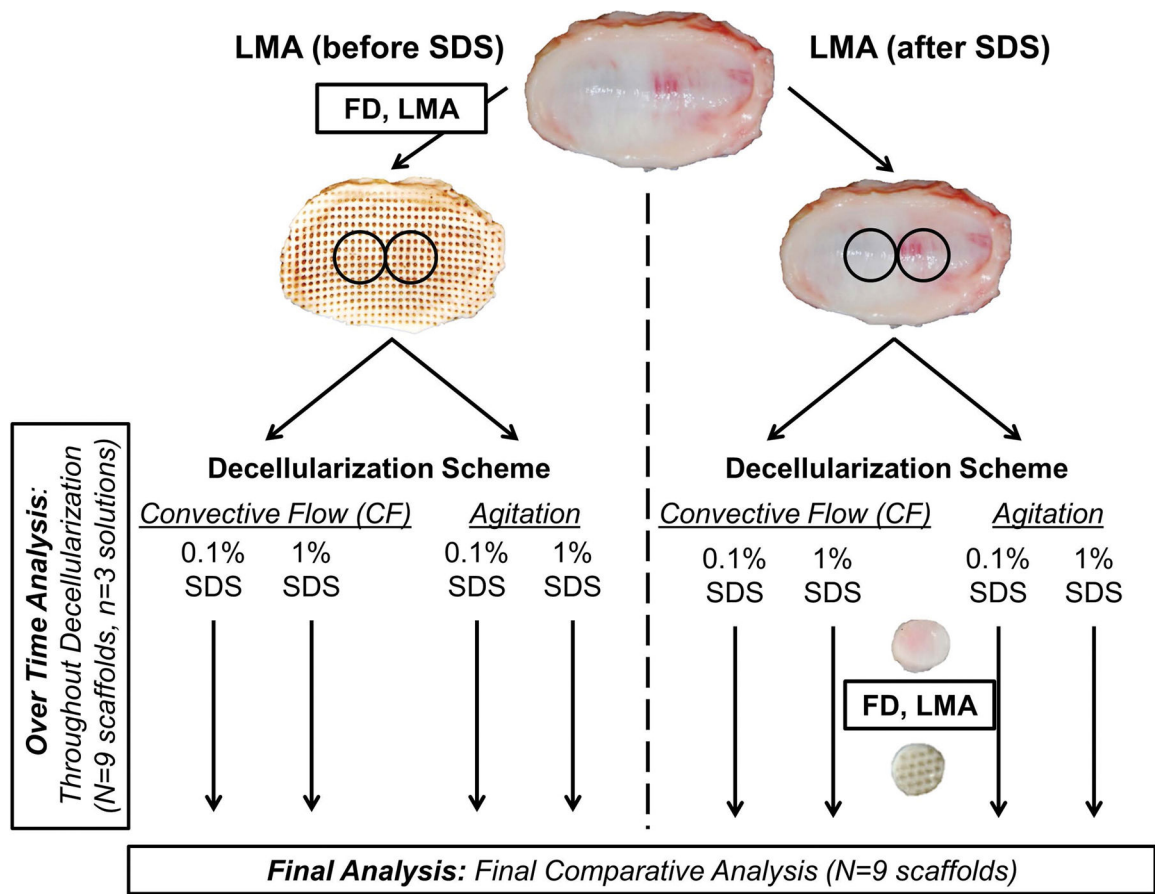 LMA (before SDS)
LMA (after SDS)
FD, LMA
Decellularization Scheme
Convective Flow (CF)
Agitation
0.1%
SDS
1%
SDS
0.1%
SDS
1%
SDS
Decellularization Scheme
Convective Flow (CF)
Agitation
0.1%
SDS
1%
SDS
0.1%
SDS
1%
SDS
FD, LMA
Over Time Analysis:
Throughout Decellularization
(N=9 scaffolds, n=3 solutions)
Final Analysis: Final Comparative Analysis (N=9 scaffolds)